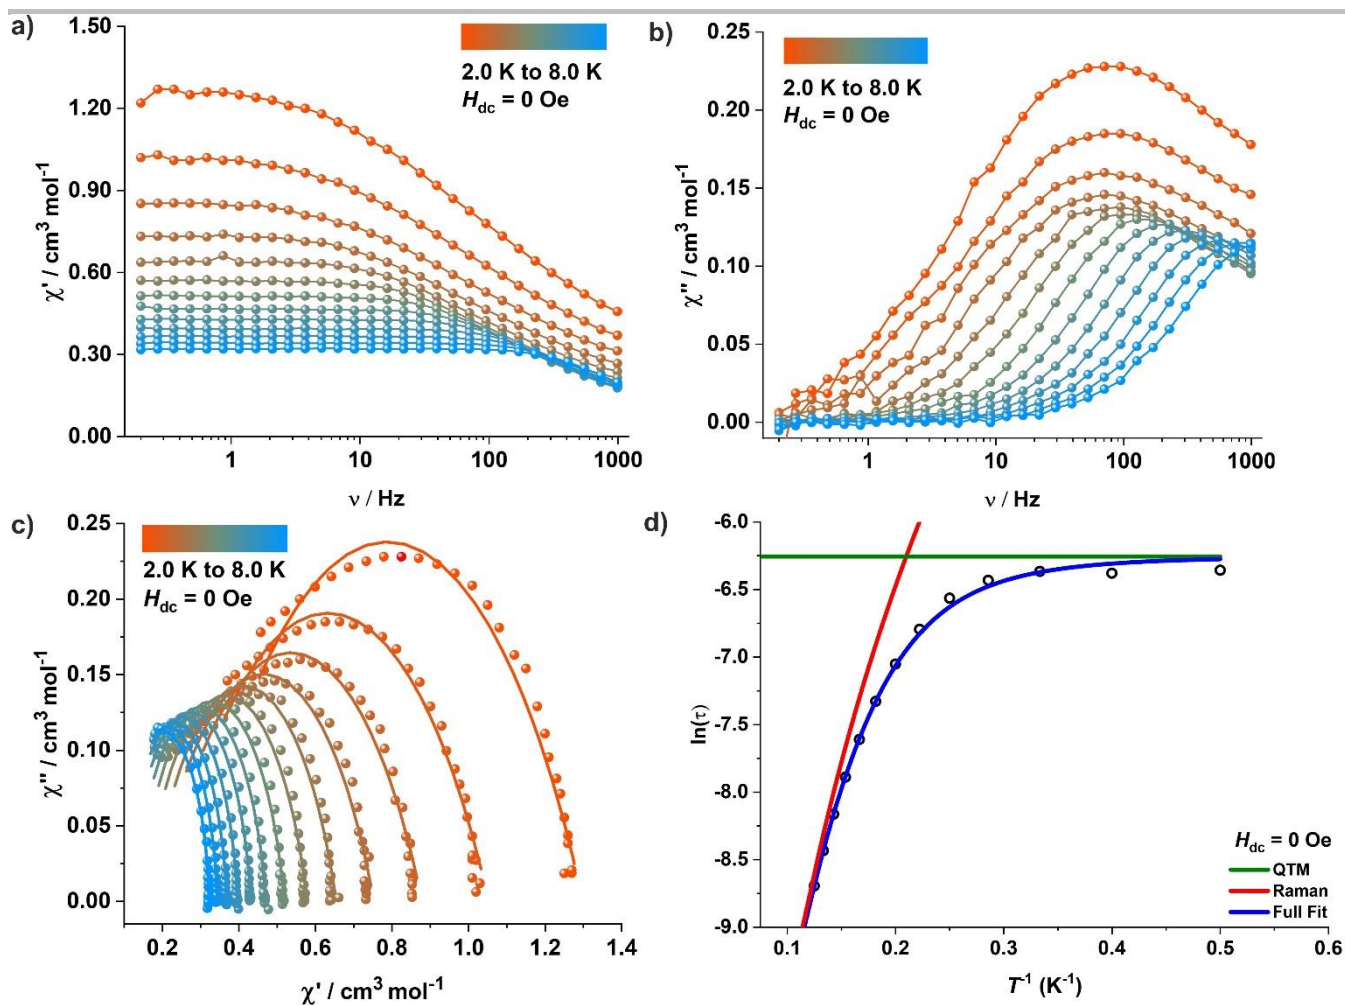 a)
1.50
1.20
0.90
0.60
0.30
0.00
χ' / cm³ mol⁻¹
1
10
100
1000
ν / Hz
2.0 K to 8.0 K
H_dc = 0 Oe
b)
0.25
0.20
0.15
0.10
0.05
0.00
χ'' / cm³ mol⁻¹
1
10
100
1000
ν / Hz
2.0 K to 8.0 K
H_dc = 0 Oe
c)
0.25
0.20
0.15
0.10
0.05
0.00
χ'' / cm³ mol⁻¹
0.2
0.4
0.6
0.8
1.0
1.2
1.4
χ' / cm³ mol⁻¹
2.0 K to 8.0 K
H_dc = 0 Oe
d)
-6.0
-6.5
-7.0
-7.5
-8.0
-8.5
-9.0
ln(τ)
0.1
0.2
0.3
0.4
0.5
0.6
T⁻¹ (K⁻¹)
H_dc = 0 Oe
QTM
Raman
Full Fit